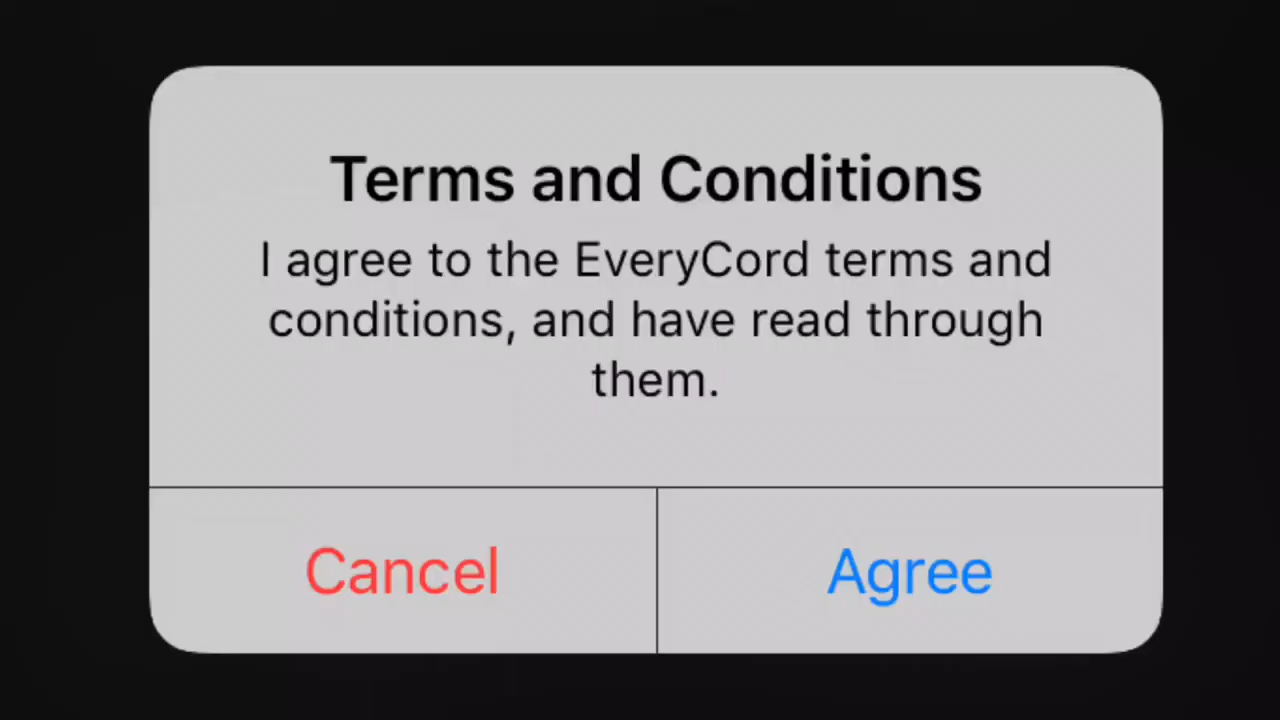 Terms and Conditions
I agree to the EveryCord terms and
conditions, and have read through
them.
Cancel
Agree